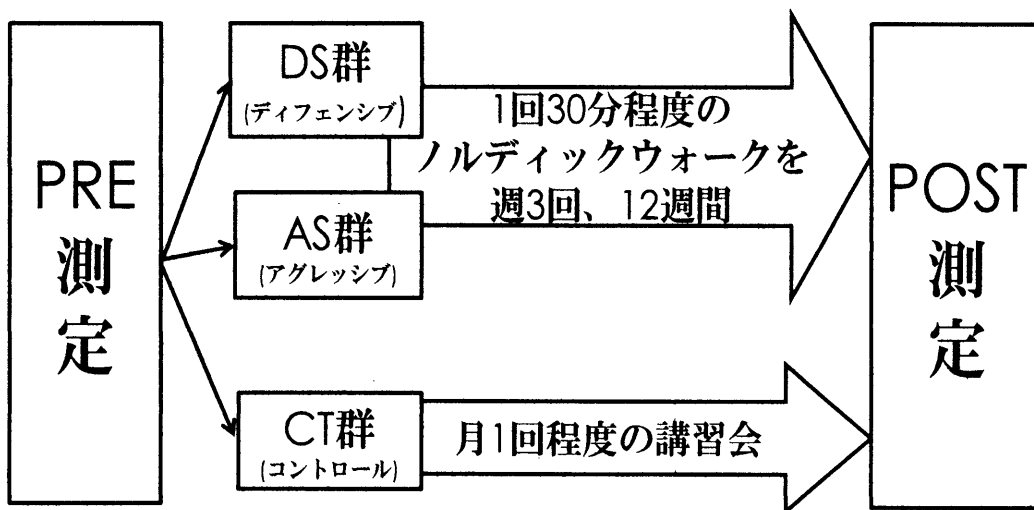 PRE
測
定
DS群
(ディフェンシブ)
AS群
(アグレッシブ)
CT群
(コントロール)
1回30分程度の
ノルディックウォークを
週3回、12週間
月1回程度の講習会
POST
測
定